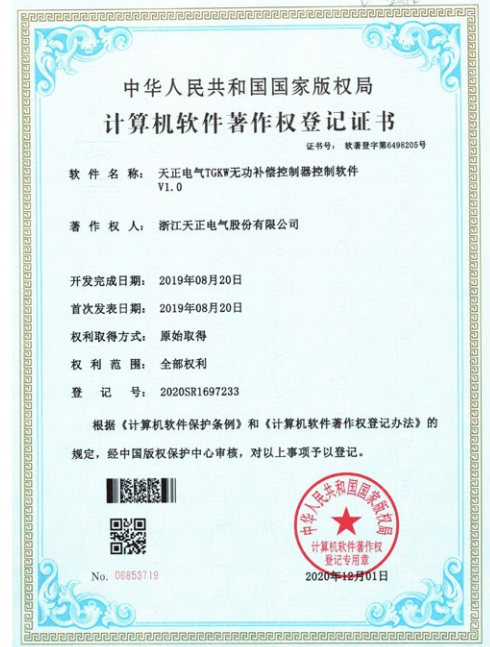 中华人民共和国国家版权局
计算机软件著作权登记证书
证书号： 软著登字第6498205号
软件名称： 天正电气TGKW无功补偿控制器控制软件
V1.0
著作权人： 浙江天正电气股份有限公司
开发完成日期： 2019年08月20日
首次发表日期： 2019年08月20日
权利取得方式： 原始取得
权利范围： 全部权利
登记号： 2020SR1697233
根据《计算机软件保护条例》和《计算机软件著作权登记办法》的
规定，经中国版权保护中心审核，对以上事项予以登记。
中华人民共和国国家版权局
计算机软件著作权
登记专用章
No. 06853719
2020年12月01日